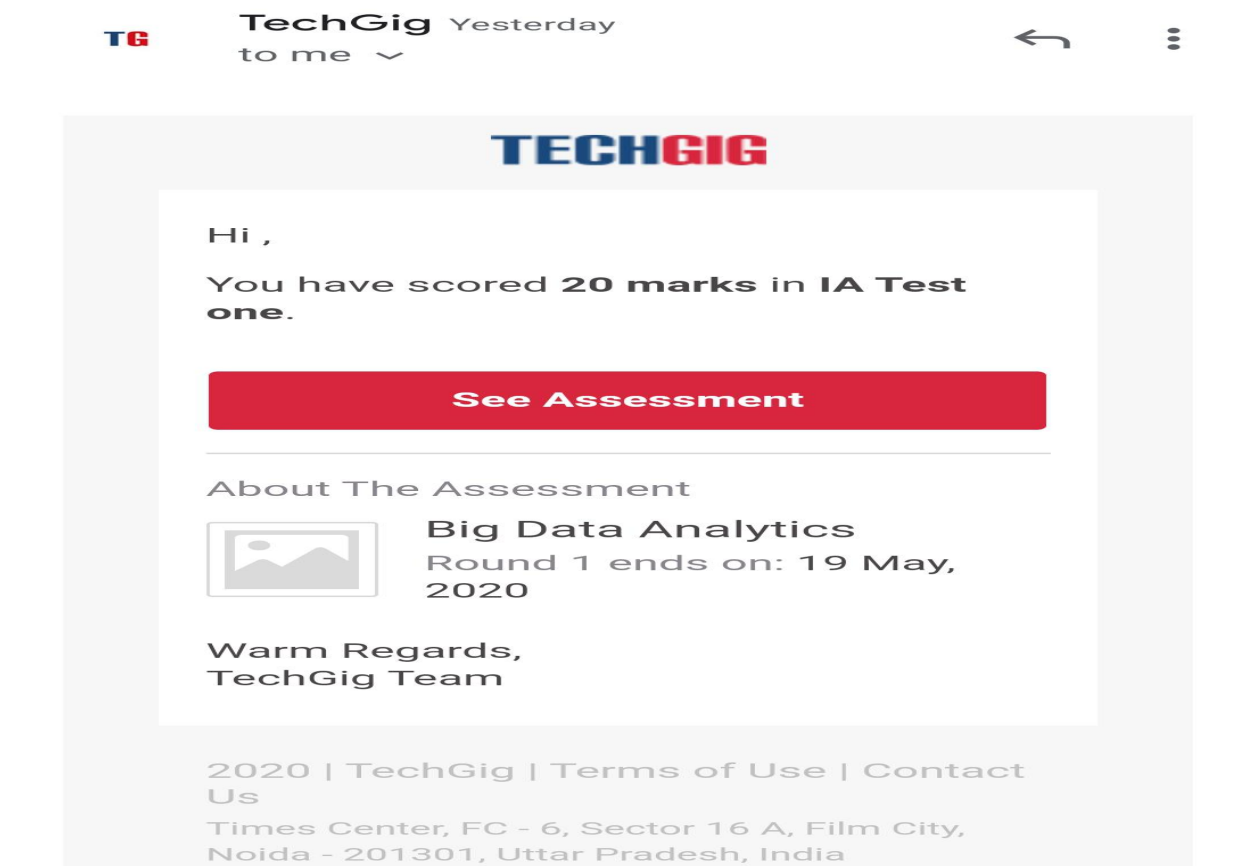 TG
TechGig Yesterday
to me
TECHGIG
Hi ,
You have scored 20 marks in IA Test
one.
See Assessment
About The Assessment
Big Data Analytics
Round 1 ends on: 19 May,
2020
Warm Regards,
TechGig Team
2020 | TechGig | Terms of Use | Contact
Us
Times Center, FC - 6, Sector 16 A, Film City,
Noida - 201301, Uttar Pradesh, India